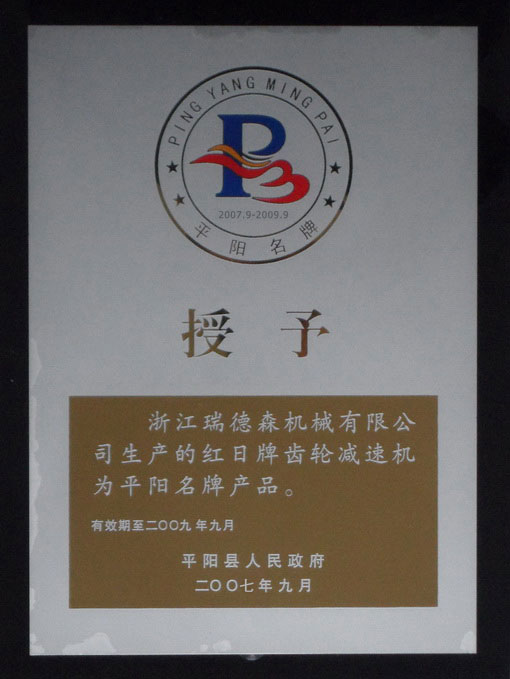 PING YANG MING PAI
P
2007.9-2009.9
平阳名牌
授予
浙江瑞德森机械有限公
司生产的红日牌齿轮减速机
为平阳名牌产品。
有效期至二〇〇九年九月
平阳县人民政府
二〇〇七年九月